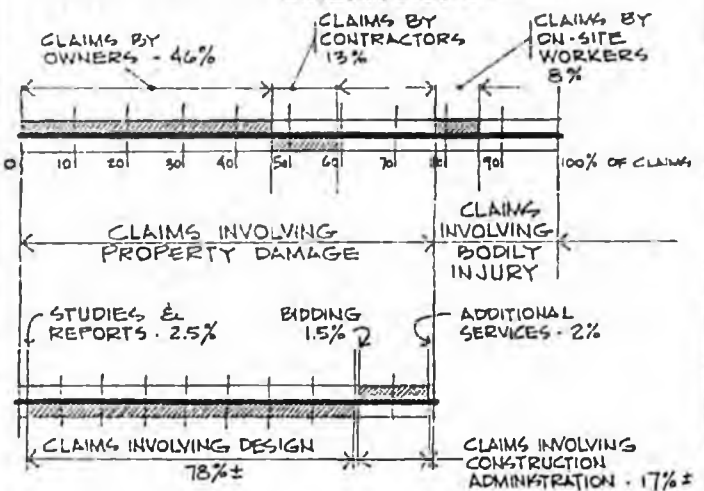 CLAIMS BY
OWNERS - 46%
CLAIMS BY
CONTRACTORS
13%
CLAIMS BY
ON-SITE
WORKERS
8%
0 10 20 30 40 50 60 70 80 90 100% OF CLAIMS
CLAIMS INVOLVING
PROPERTY DAMAGE
CLAIMS
INVOLVING
BODILY
INJURY
STUDIES &
REPORTS - 2.5%
BIDDING
1.5%
ADDITIONAL
SERVICES - 2%
CLAIMS INVOLVING DESIGN
78%±
CLAIMS INVOLVING
CONSTRUCTION
ADMINISTRATION - 17%±